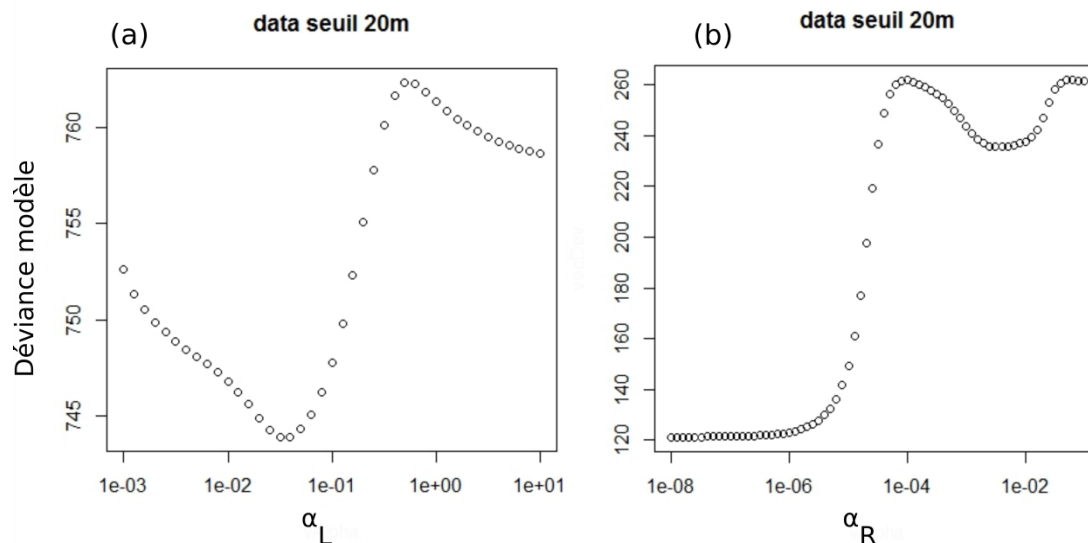 (a)
data seuil 20m
Déviance modèle
760
755
750
745
1e-03 1e-02 1e-01 1e+00 1e+01
α_L
(b)
data seuil 20m
260
240
220
200
180
160
140
120
1e-08 1e-06 1e-04 1e-02
α_R